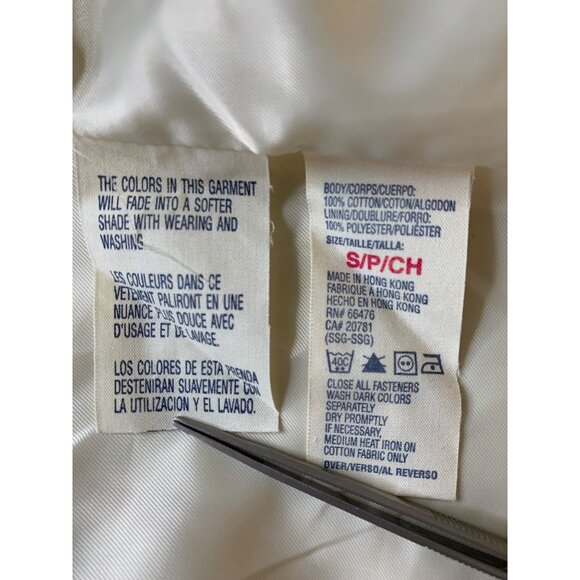 THE COLORS IN THIS GARMENT
WILL FADE INTO A SOFTER
SHADE WITH WEARING AND
WASHING
LES COULEURS DANS CE
VETEMENT PALIRONT EN UNE
NUANCE PLUS DOUCE AVEC
D'USAGE ET DE LAVAGE.
LOS COLORES DE ESTA PRENDA
DESTENIRAN SUAVEMENTE CON
LA UTILIZACION Y EL LAVADO.
BODY/CORPS/CUERPO:
100% COTTON/COTON/ALGODON
LINING/DOUBLURE/FORRO:
100% POLYESTER/POLIÉSTER
SIZE/TAILLE/TALLA:
S/P/CH
MADE IN HONG KONG
FABRIQUE A HONG KONG
HECHO EN HONG KONG
RN# 66476
CA# 20781
(SSG-SSG)
40C
CLOSE ALL FASTENERS
WASH DARK COLORS
SEPARATELY
DRY PROMPTLY
IF NECESSARY,
MEDIUM HEAT IRON ON
COTTON FABRIC ONLY
OVER/VERSO/AL REVERSO